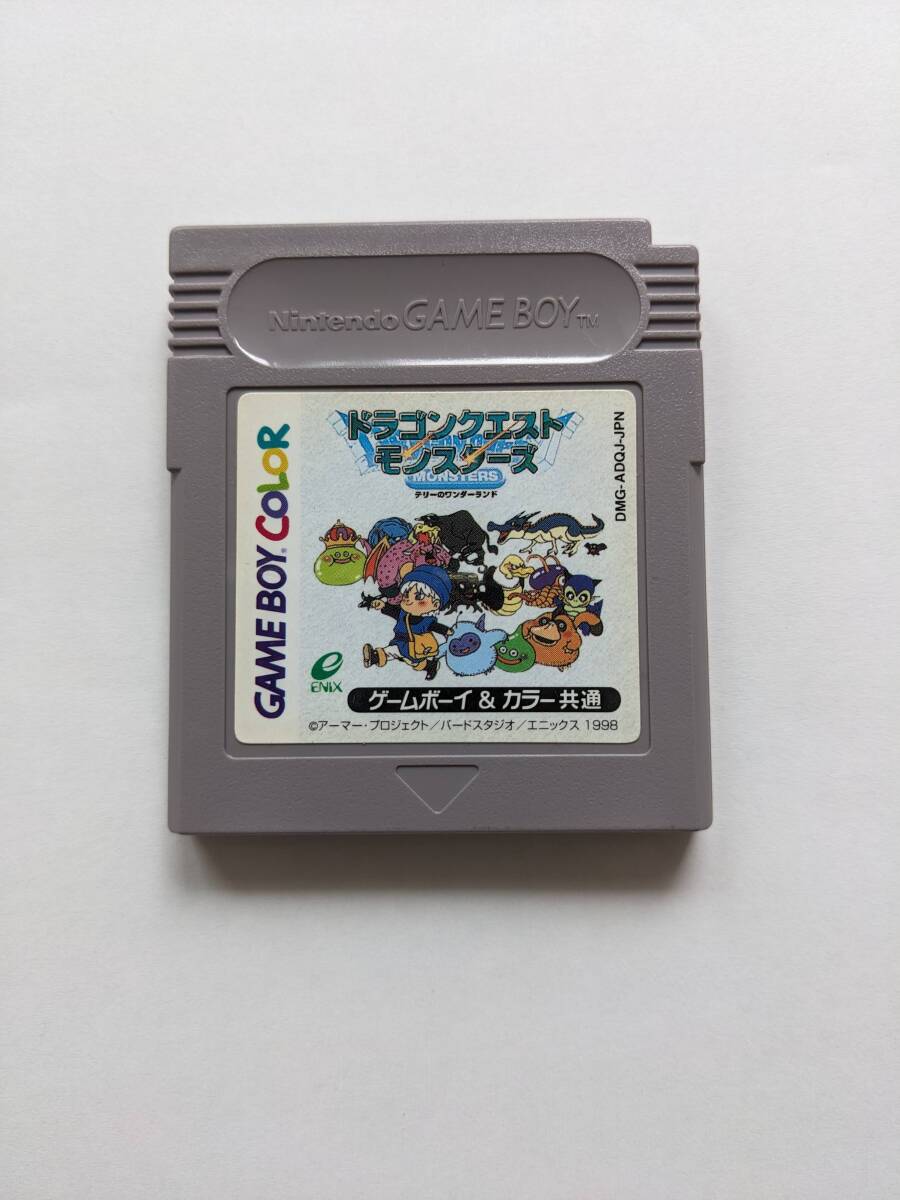 Nintendo GAME BOY TM
GAME BOY COLOR
ドラゴンクエスト
モンスターズ
MONSTERS
テリーのワンダーランド
DMG-ADQJ-JPN
ENIX
ゲームボーイ & カラー共通
©アーマー・プロジェクト/バードスタジオ/エニックス 1998